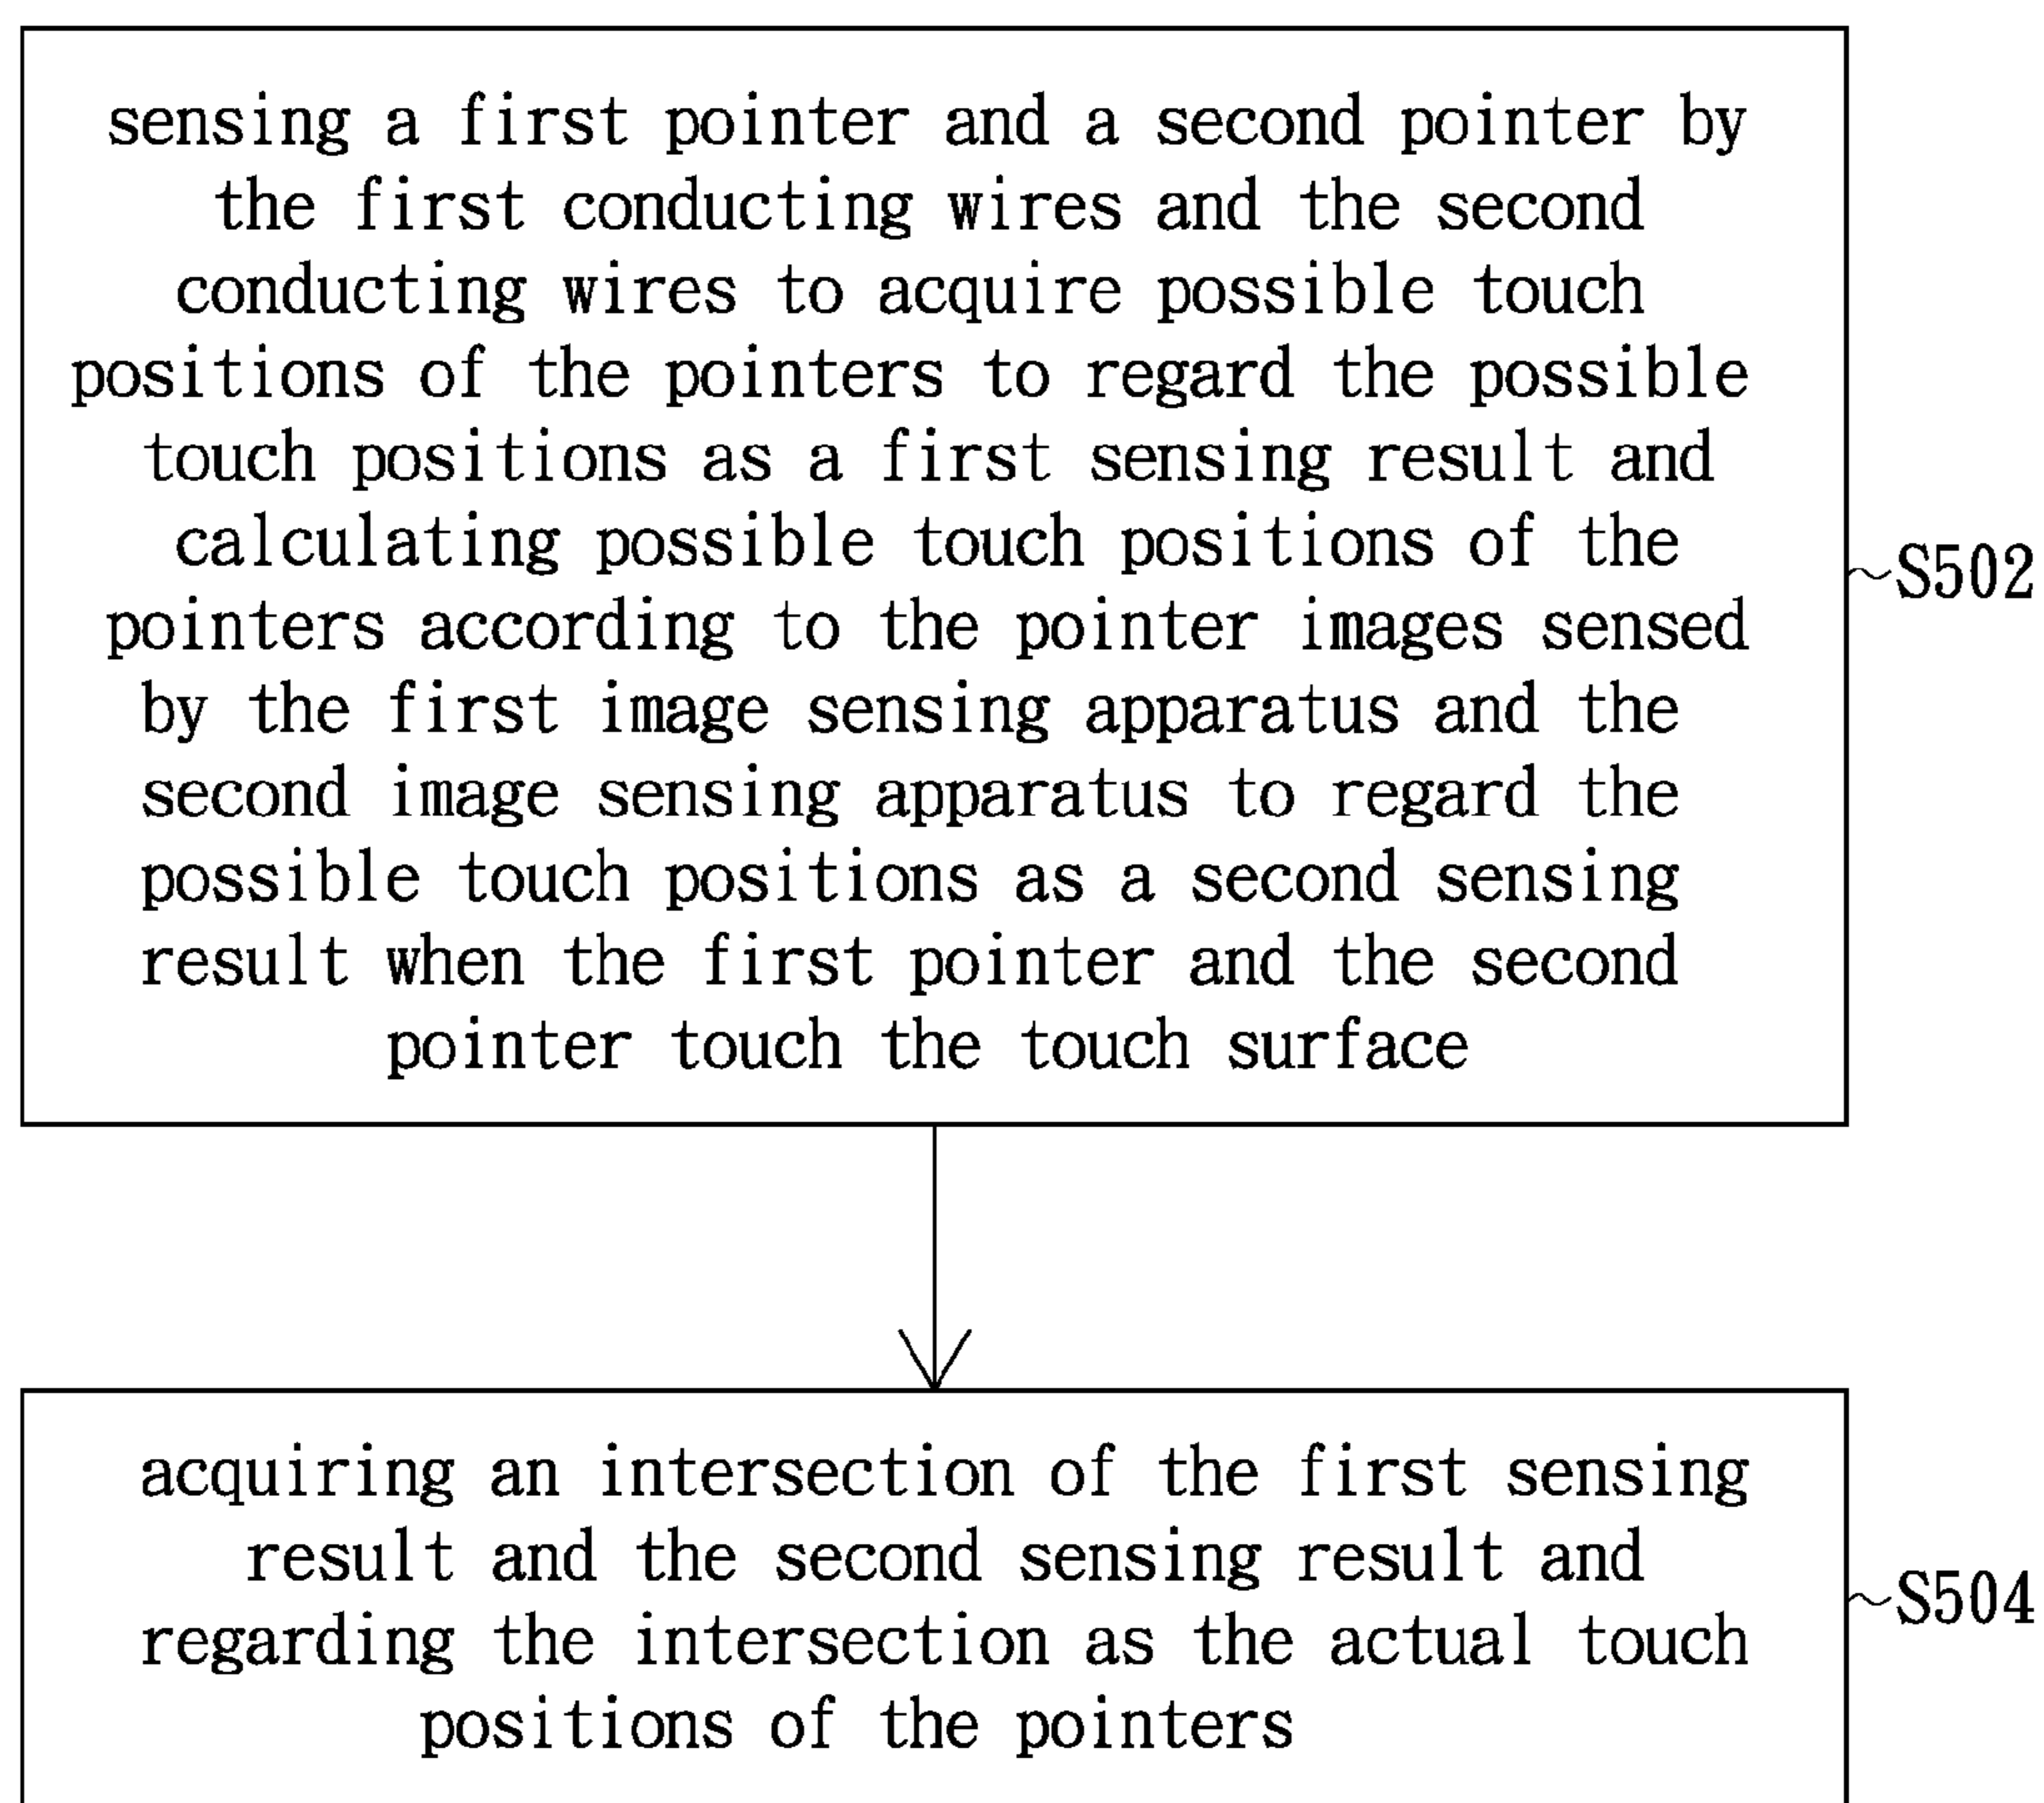 sensing a first pointer and a second pointer by
the first conducting wires and the second
conducting wires to acquire possible touch
positions of the pointers to regard the possible
touch positions as a first sensing result and
calculating possible touch positions of the
pointers according to the pointer images sensed
by the first image sensing apparatus and the
second image sensing apparatus to regard the
possible touch positions as a second sensing
result when the first pointer and the second
pointer touch the touch surface
S502
acquiring an intersection of the first sensing
result and the second sensing result and
regarding the intersection as the actual touch
positions of the pointers
S504